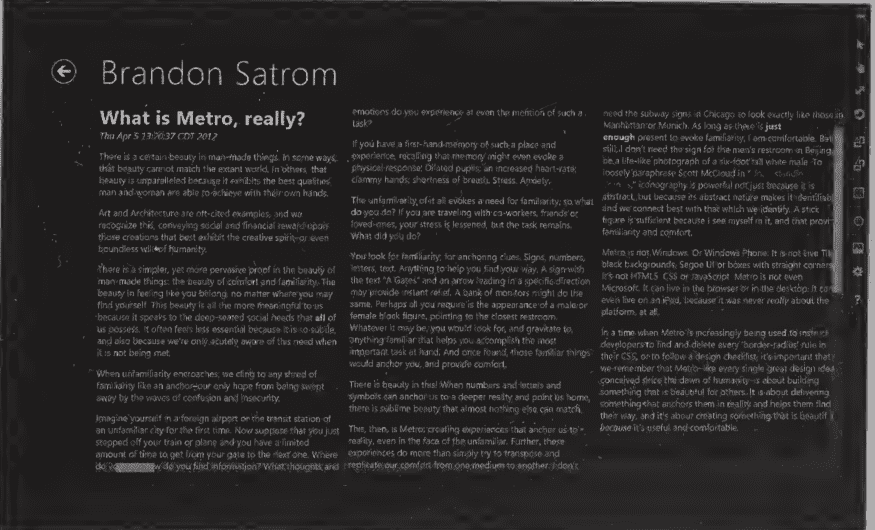 Brandon Satrom
What is Metro, really?
Thu Apr 5 13:20:37 CDT 2012
There is a certain beauty in man-made things. In some ways,
that beauty cannot match the extant world. In others, that
beauty is unparalleled because it exhibits the best qualities
man and woman are able to achieve with their own hands.
Art and Architecture are oft-cited examples, and we
recognize this, conveying social and financial reward upon
those creations that best exhibit the creative spirit or even
boundless will of humanity.
There is a simpler, yet more pervasive proof in the beauty of
man-made things: the beauty of comfort and familiarity. The
beauty in feeling like you belong, no matter where you may
find yourself. This beauty is all the more meaningful to us
because it speaks to the deep-seated social needs that all of
us possess. It often feels less essential because it is so subtle,
and also because we're only acutely aware of this need when
it is not being met.
When unfamiliarity encroaches, we cling to any shred of
familiarity like an anchor-our only hope from being swept
away by the waves of confusion and insecurity.
Imagine yourself in a foreign airport or the transit station of
an unfamiliar city for the first time. Now suppose that you just
stepped off your train or plane and you have a limited
amount of time to get from your gate to the next one. Where
do you find information? What thoughts and
emotions do you experience at even the mention of such a
task?
If you have a first-hand-memory of such a place and
experience, recalling that memory might even evoke a
physical response: Dilated pupils; an increased heart-rate;
clammy hands; shortness of breath. Stress. Anxiety.
The unfamiliarity of it all evokes a need for familiarity; so what
do you do? If you are traveling with co-workers, friends or
loved-ones, your stress is lessened, but the task remains.
What did you do?
You look for familiarity; for anchoring clues. Signs, numbers,
letters, text. Anything to help you find your way. A sign with
the text "A Gates" and an arrow leading in a specific direction
may provide instant relief. A bank of monitors might do the
same. Perhaps all you require is the appearance of a male or
female block figure, pointing to the closest restroom.
Whatever it may be, you would look for, and gravitate to,
anything familiar that helps you accomplish the most
important task at hand. And once found, those familiar things
would anchor you, and provide comfort.
There is beauty in this! When numbers and letters and
symbols can anchor us to a deeper reality and point us home,
there is sublime beauty that almost nothing else can match.
This, then, is Metro: creating experiences that anchor us to
reality, even in the face of the unfamiliar. Further, these
experiences do more than simply try to transpose and
replicate our comfort from one medium to another. I don't
need the subway signs in Chicago to look exactly like those in
Manhattan or Munich. As long as there is just
enough present to evoke familiarity, I am comfortable. But
still, I don't need the sign for the men's restroom in Beijing
be a life-like photograph of a six-foot tall white male. To
loosely paraphrase Scott McCloud in "
iconography is powerful not just because it is
abstract, but because its abstract nature makes it identifiable
and we connect best with that which we identify. A stick
figure is sufficient because I see myself in it, and that provi
familiarity and comfort.
Metro is not Windows. Or Windows Phone. It is not Live Til
black backgrounds, Segoe UI or boxes with straight corners
It's not HTML5, CSS or JavaScript. Metro is not even
Microsoft. It can live in the browser or in the desktop. It can
even live on an iPad, because it was never really about the
platform, at all.
In a time when Metro is increasingly being used to instruct
developers to find and delete every 'border-radius' rule in
their CSS, or to follow a design checklist, it's important that
we remember that Metro-like every single great design idea
conceived since the dawn of humanity-is about building
something that is beautiful for others. It is about delivering
something that anchors them in reality and helps them find
their way, and it's about creating something that is beautif
because it's useful and comfortable.